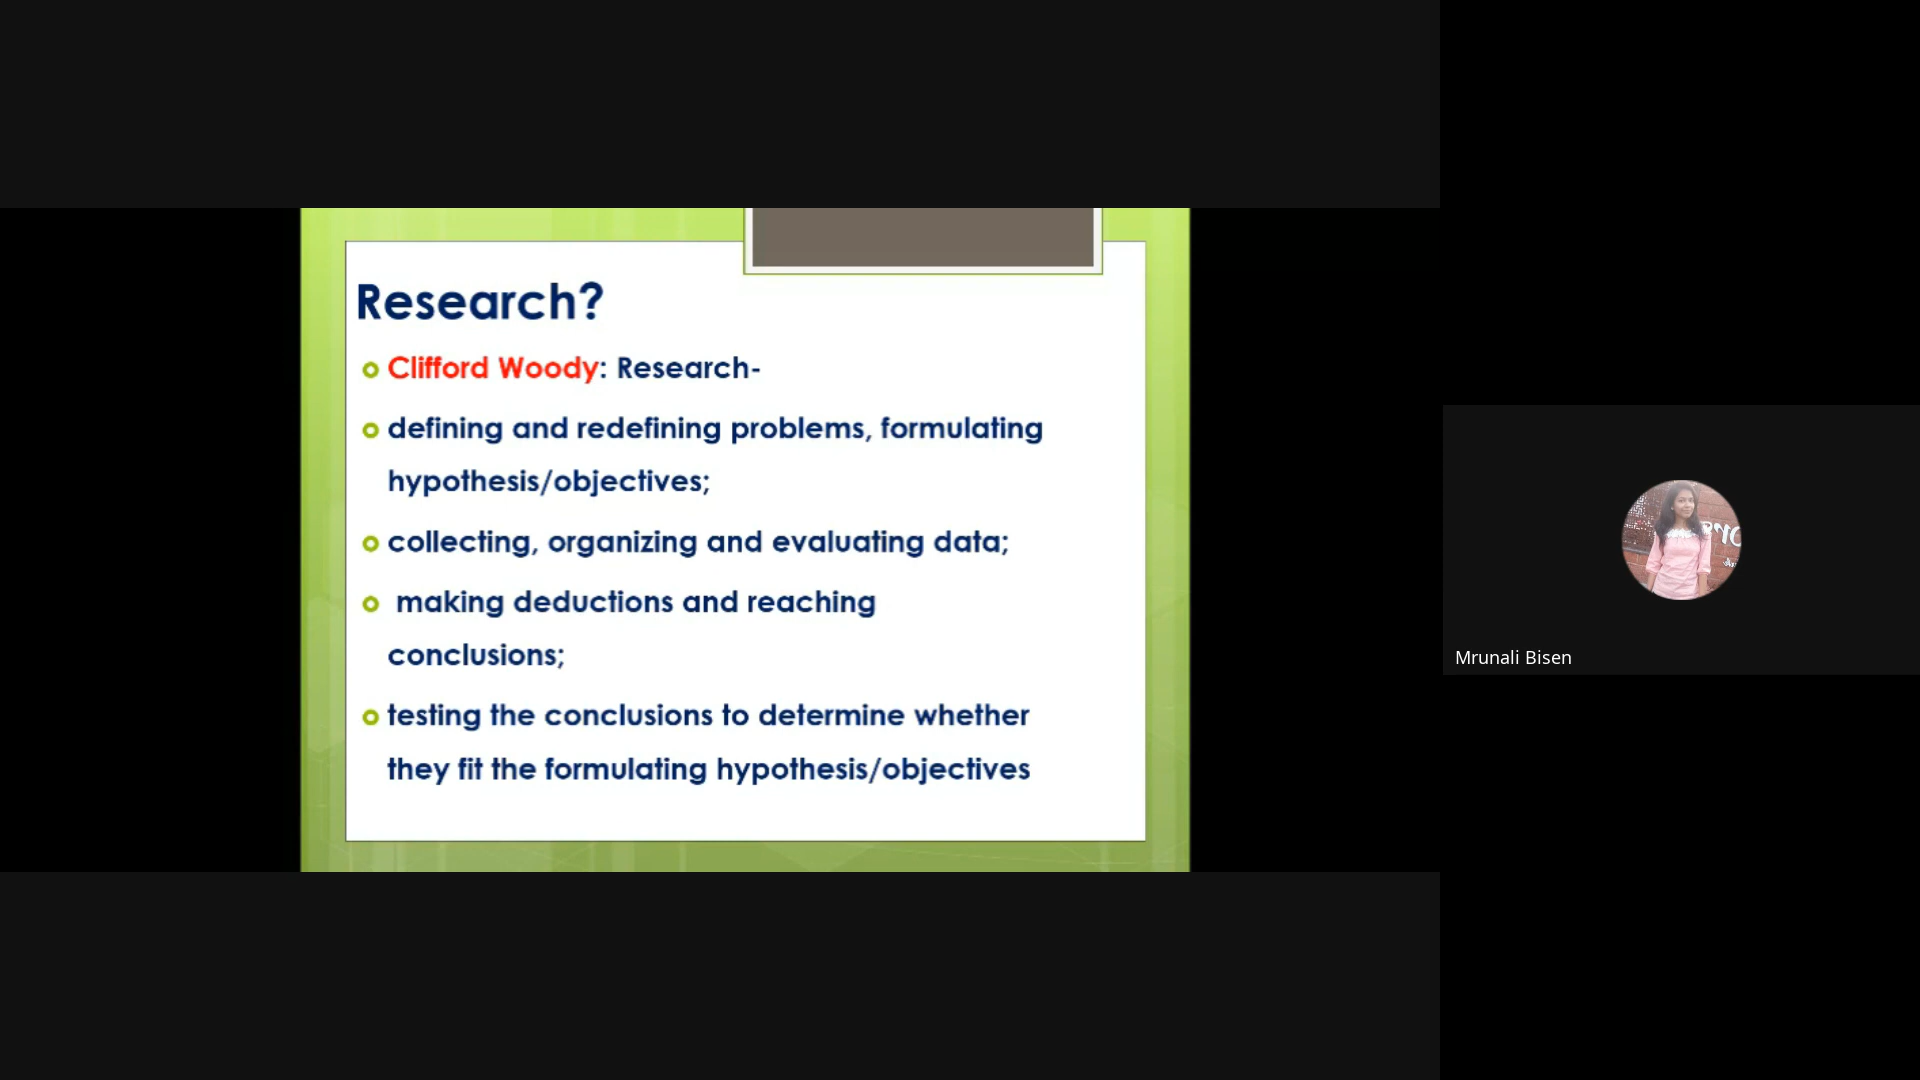 Research?
Clifford Woody: Research-
defining and redefining problems, formulating
hypothesis/objectives;
collecting, organizing and evaluating data;
making deductions and reaching
conclusions;
testing the conclusions to determine whether
they fit the formulating hypothesis/objectives
Mrunali Bisen